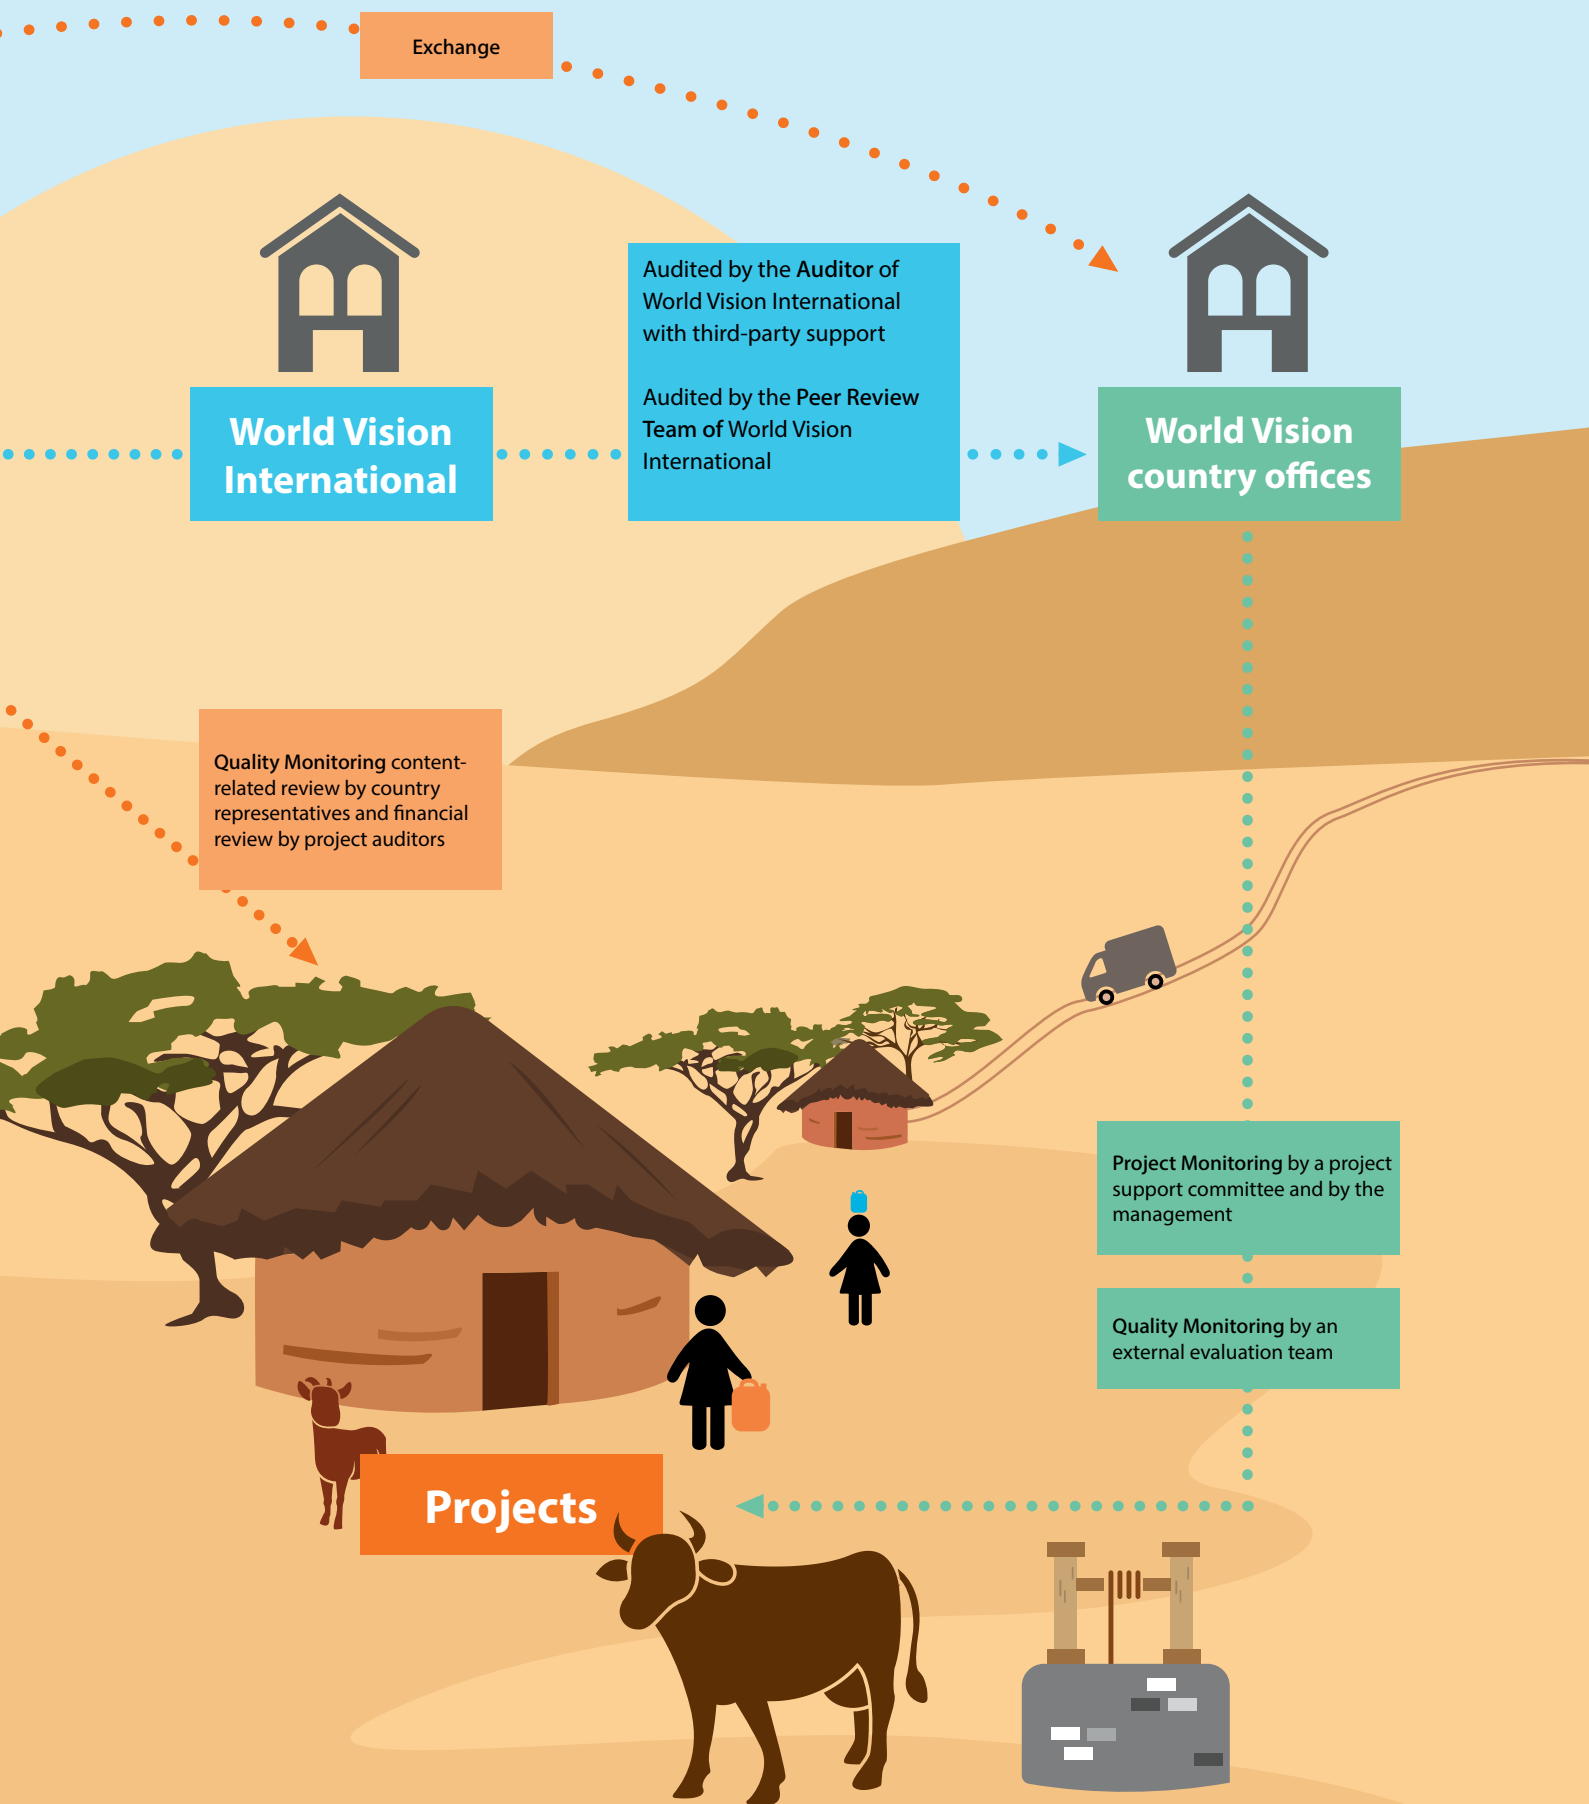 Exchange
Audited by the Auditor of
World Vision International
with third-party support
Audited by the Peer Review
Team of World Vision
International
World Vision
International
World Vision
country offices
Quality Monitoring content-
related review by country
representatives and financial
review by project auditors
Project Monitoring by a project
support committee and by the
management
Quality Monitoring by an
external evaluation team
Projects